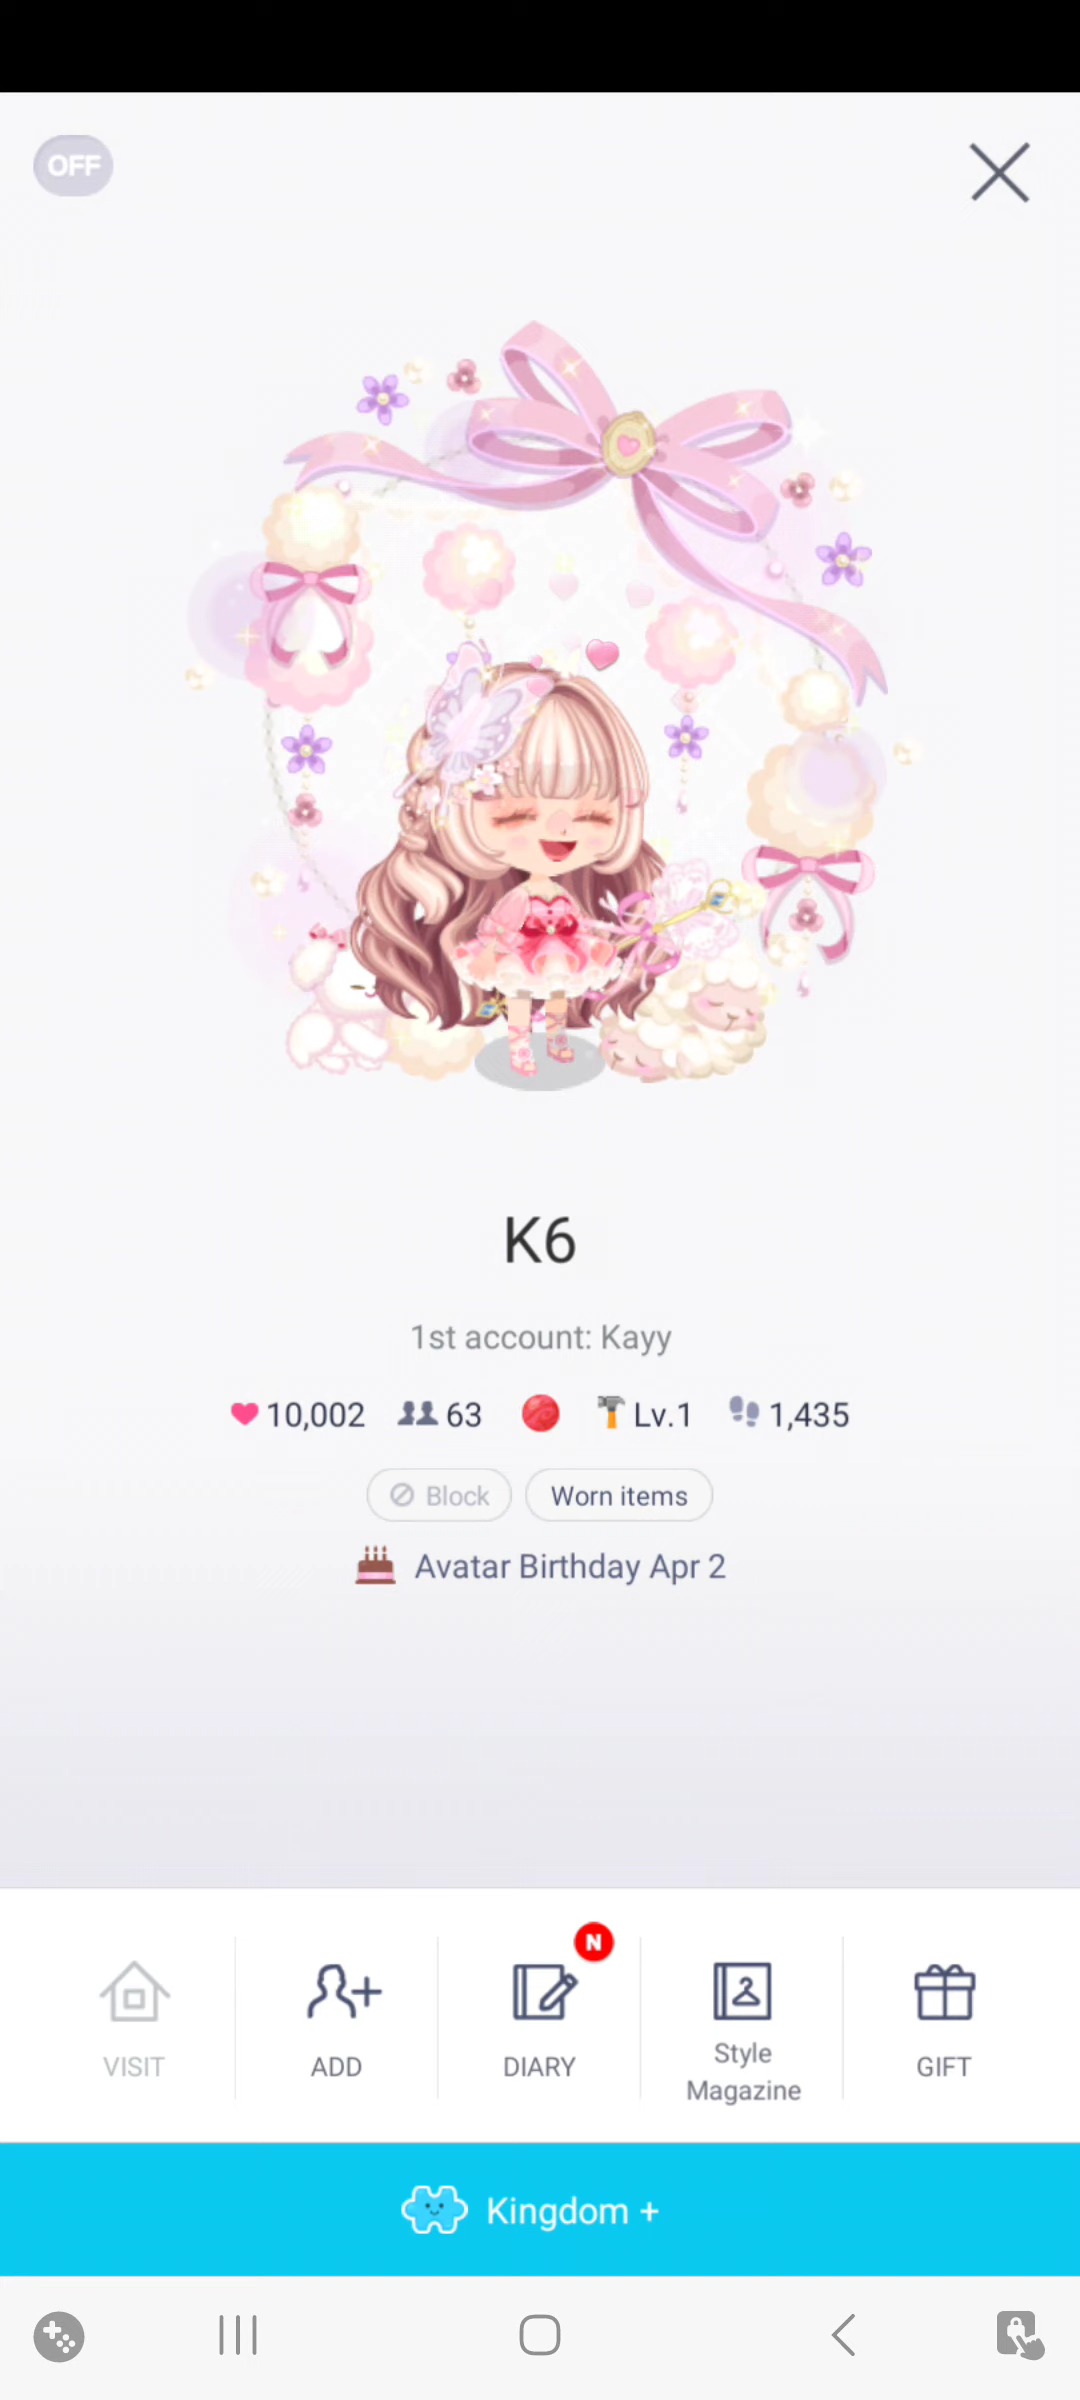 OFF
K6
1st account: Kayy
10,002 63 Lv.1 1,435
Block Worn items
Avatar Birthday Apr 2
N
VISIT ADD DIARY Style Magazine GIFT
Kingdom +